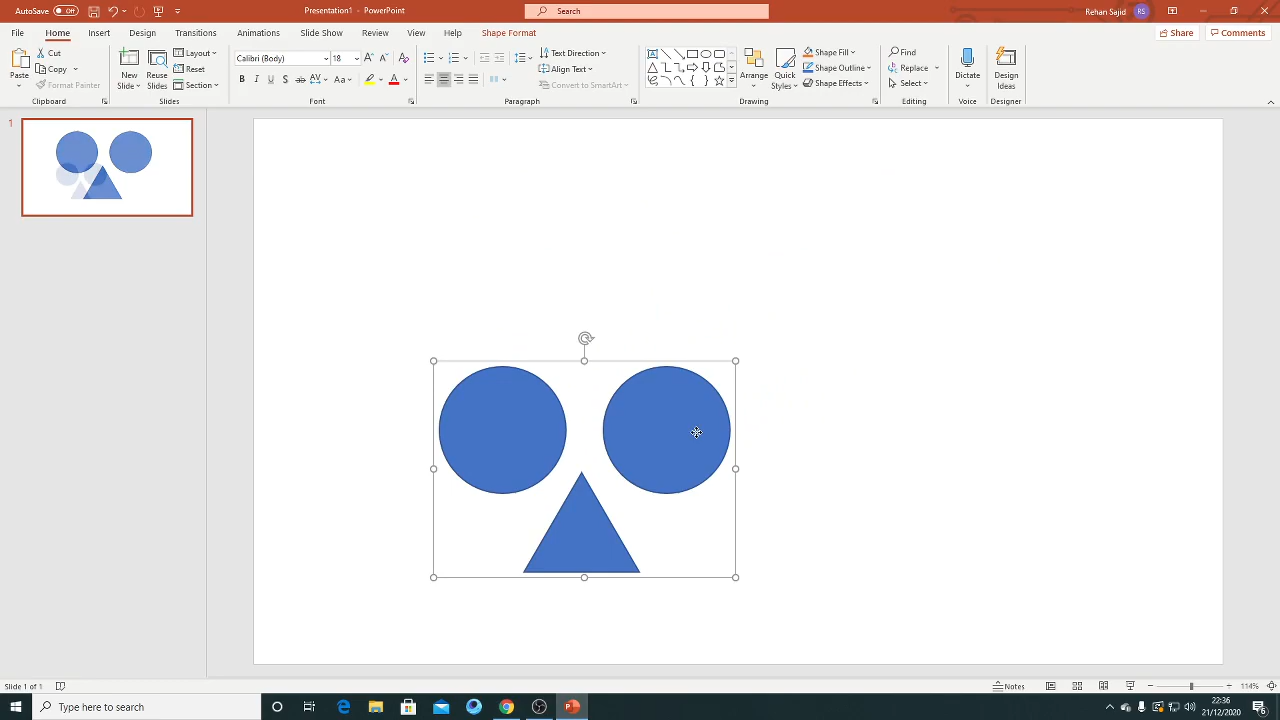 AutoSave Off
Presentation1 - PowerPoint
Search
Rehan Sajid RS
File Home Insert Design Transitions Animations Slide Show Review View Help Shape Format
Share Comments
Paste
Cut
Copy
Format Painter
Clipboard
New Slide
Reuse Slides
Layout
Reset
Section
Slides
Calibri (Body) 18
B I U S ab AV Aa A
Font
Text Direction
Align Text
Convert to SmartArt
Paragraph
Arrange
Quick Styles
Shape Fill
Shape Outline
Shape Effects
Drawing
Find
Replace
Select
Editing
Dictate
Voice
Design Ideas
Designer
1
Slide 1 of 1
Notes
114%
Type here to search
22:36
21/12/2020